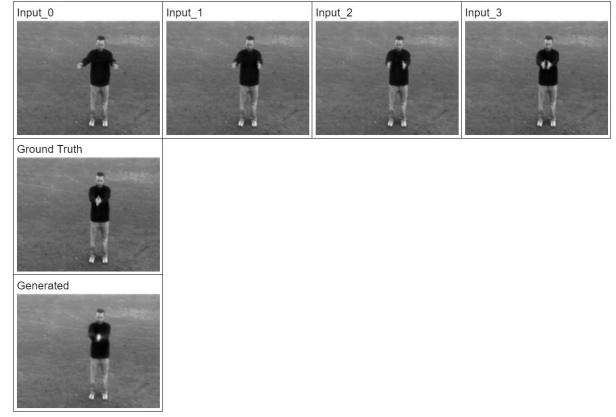 Input_0
Input_1
Input_2
Input_3
Ground Truth
Generated